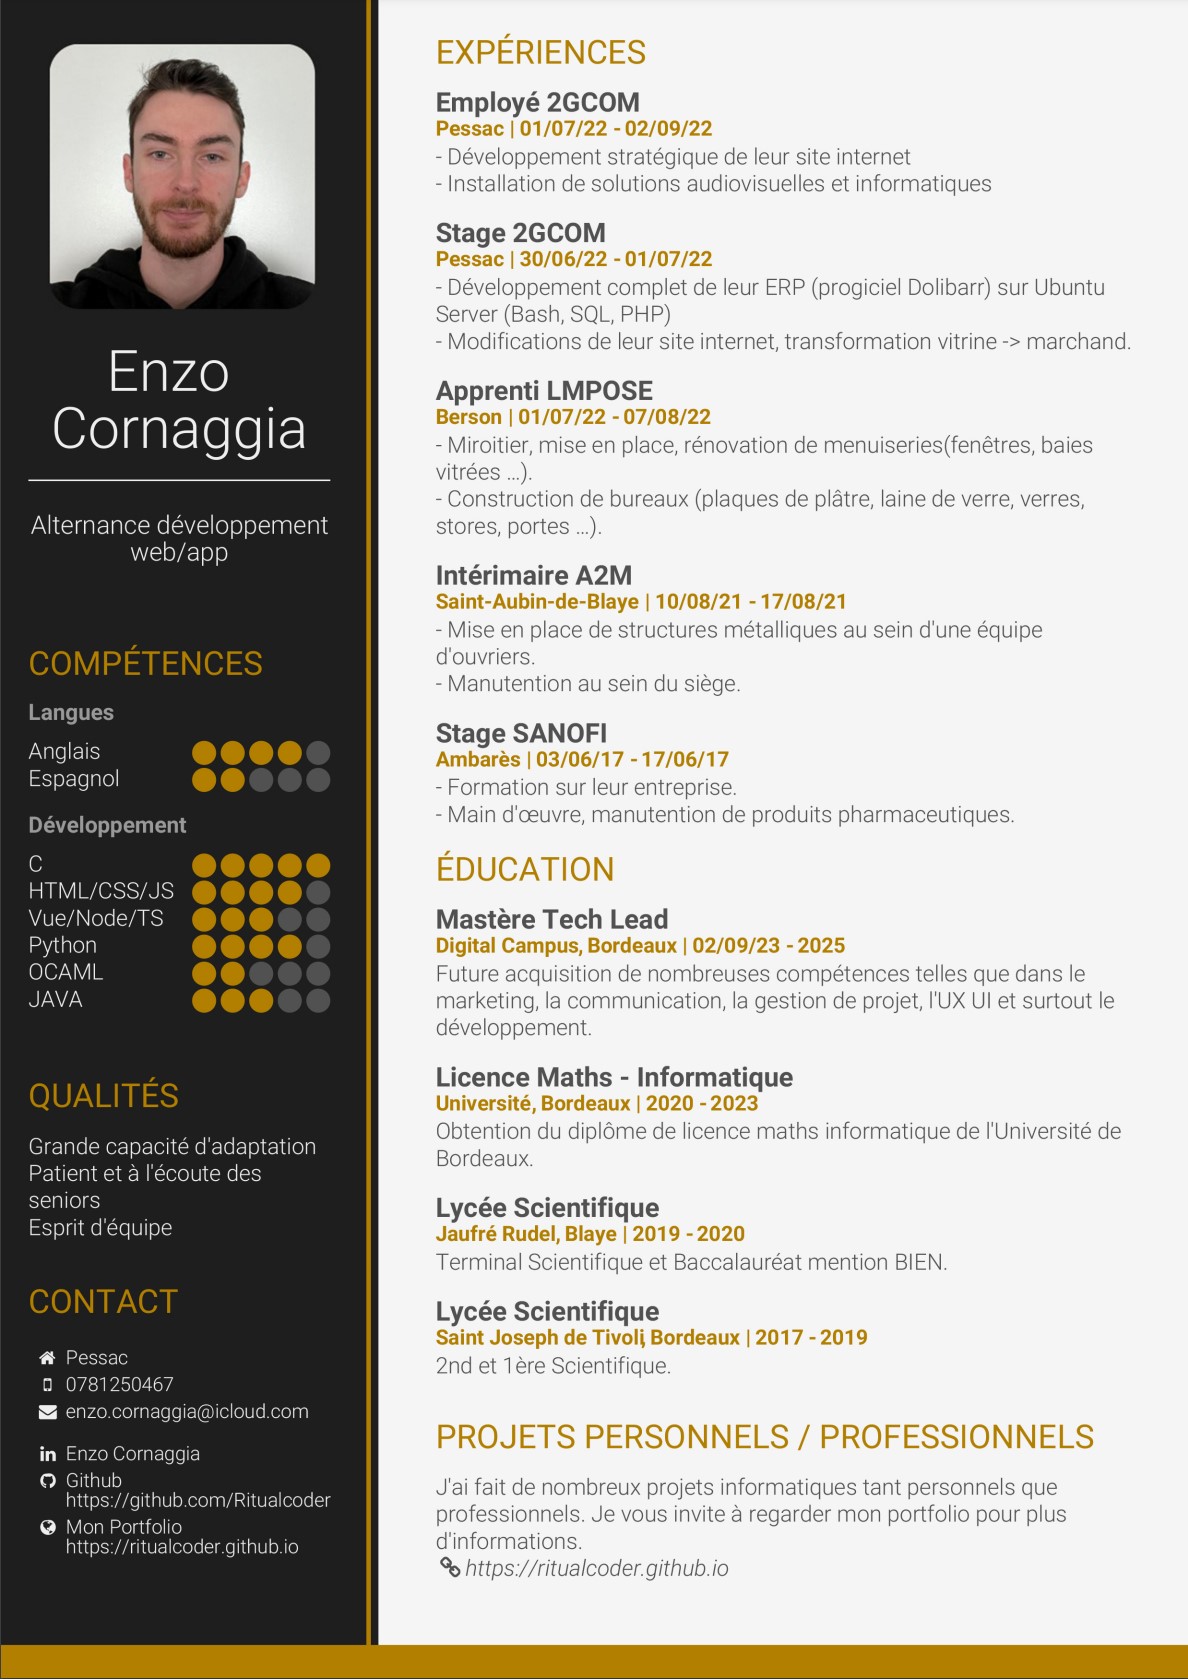 Enzo
Cornaggia
Alternance développement
web/app
COMPÉTENCES
Langues
Anglais
Espagnol
Développement
C
HTML/CSS/JS
Vue/Node/TS
Python
OCAML
JAVA
QUALITÉS
Grande capacité d'adaptation
Patient et à l'écoute des
seniors
Esprit d'équipe
CONTACT
Pessac
0781250467
enzo.cornaggia@icloud.com
in Enzo Cornaggia
Github
https://github.com/Ritualcoder
Mon Portfolio
https://ritualcoder.github.io
EXPÉRIENCES
Employé 2GCOM
Pessac | 01/07/22 - 02/09/22
- Développement stratégique de leur site internet
- Installation de solutions audiovisuelles et informatiques
Stage 2GCOM
Pessac | 30/06/22 - 01/07/22
- Développement complet de leur ERP (progiciel Dolibarr) sur Ubuntu
Server (Bash, SQL, PHP)
- Modifications de leur site internet, transformation vitrine -> marchand.
Apprenti LMPOSE
Berson | 01/07/22 - 07/08/22
- Miroitier, mise en place, rénovation de menuiseries(fenêtres, baies
vitrées ...).
- Construction de bureaux (plaques de plâtre, laine de verre, verres,
stores, portes ...).
Intérimaire A2M
Saint-Aubin-de-Blaye | 10/08/21 - 17/08/21
- Mise en place de structures métalliques au sein d'une équipe
d'ouvriers.
- Manutention au sein du siège.
Stage SANOFI
Ambarès | 03/06/17 - 17/06/17
- Formation sur leur entreprise.
- Main d'œuvre, manutention de produits pharmaceutiques.
ÉDUCATION
Mastère Tech Lead
Digital Campus, Bordeaux | 02/09/23 - 2025
Future acquisition de nombreuses compétences telles que dans le
marketing, la communication, la gestion de projet, l'UX UI et surtout le
développement.
Licence Maths - Informatique
Université, Bordeaux | 2020 - 2023
Obtention du diplôme de licence maths informatique de l'Université de
Bordeaux.
Lycée Scientifique
Jaufré Rudel, Blaye | 2019 - 2020
Terminal Scientifique et Baccalauréat mention BIEN.
Lycée Scientifique
Saint Joseph de Tivoli, Bordeaux | 2017 - 2019
2nd et 1ère Scientifique.
PROJETS PERSONNELS / PROFESSIONNELS
J'ai fait de nombreux projets informatiques tant personnels que
professionnels. Je vous invite à regarder mon portfolio pour plus
d'informations.
https://ritualcoder.github.io